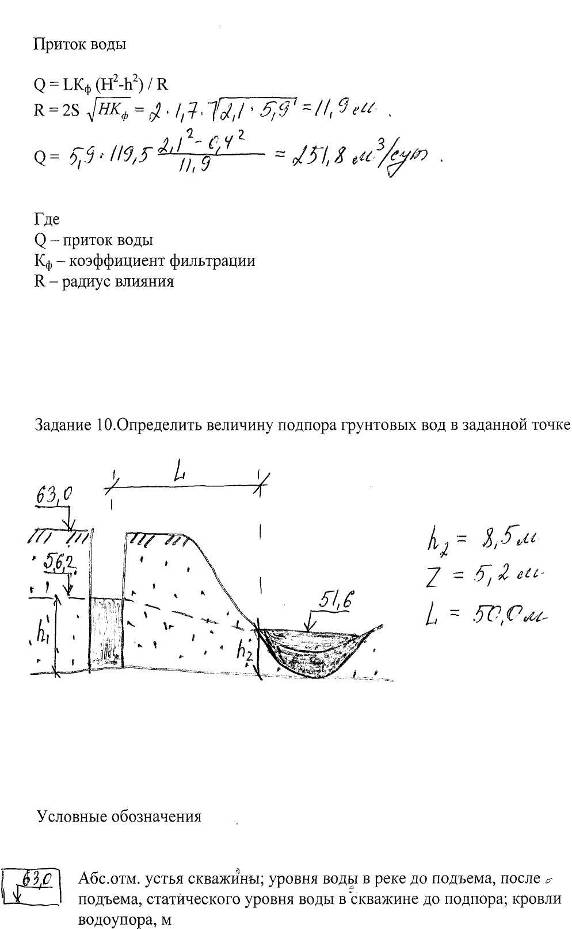 Приток воды
Q = LKф (H²-h²) / R
R = 2S √HKф = 2 · 1,7 · √2,1 · 5,9 = 11,9 м .
Q = 5,9 · 119,5 2,1² - 0,4² / 11,9 = 251,8 м³/сут .
Где
Q – приток воды
Kф – коэффициент фильтрации
R – радиус влияния
Задание 10.Определить величину подпора грунтовых вод в заданной точке
L
63,0
56,2
51,6
h₁
h₂
h₂ = 8,5 м
Z = 5,2 м
L = 50,0 м
Условные обозначения
63,0
Абс.отм. устья скважины; уровня воды в реке до подъема, после
подъема, статического уровня воды в скважине до подпора; кровли
водоупора, м